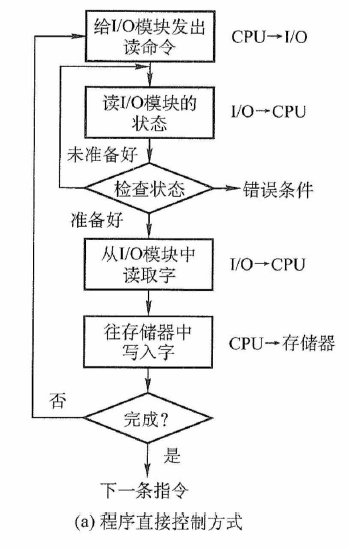 给I/O模块发出
读命令
CPU→I/O
读I/O模块的
状态
I/O→CPU
未准备好
检查状态
错误条件
准备好
从I/O模块中
读取字
I/O→CPU
往存储器中
写入字
CPU→存储器
否
完成？
是
下一条指令
(a) 程序直接控制方式